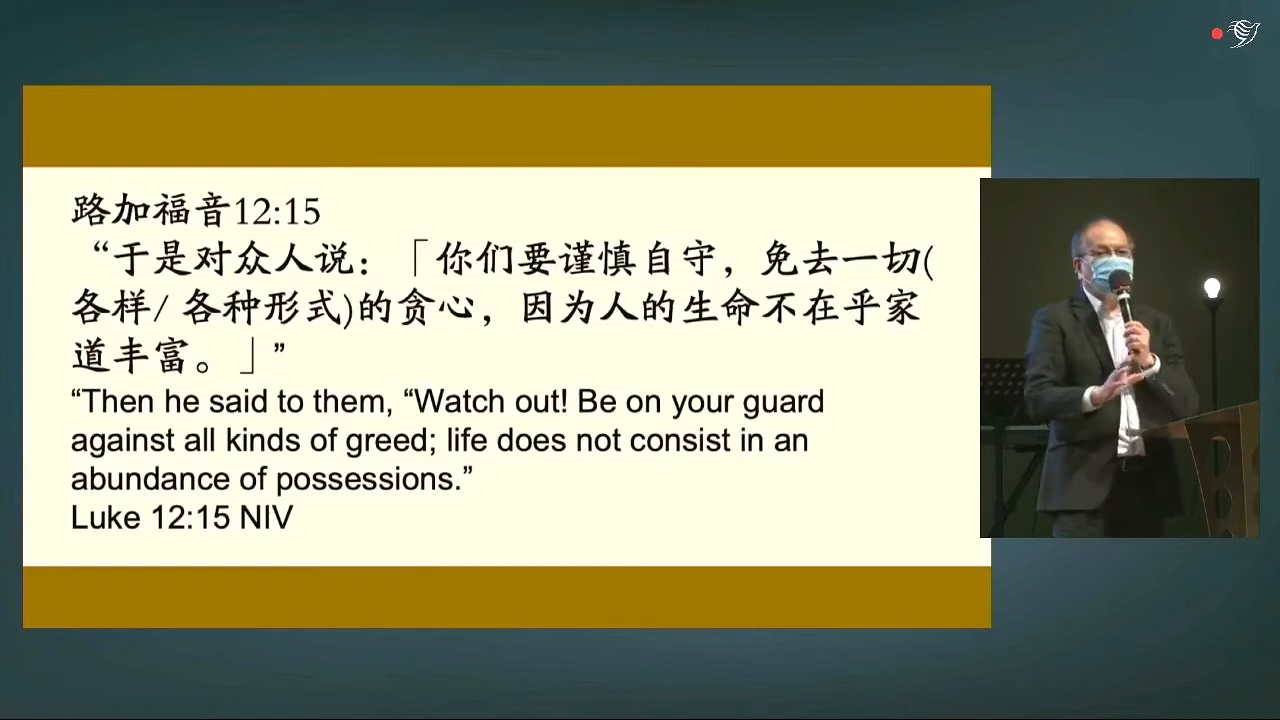 路加福音12:15
“于是对众人说：「你们要谨慎自守，免去一切(
各样/ 各种形式)的贪心，因为人的生命不在乎家
道丰富。」”
“Then he said to them, “Watch out! Be on your guard
against all kinds of greed; life does not consist in an
abundance of possessions.”
Luke 12:15 NIV